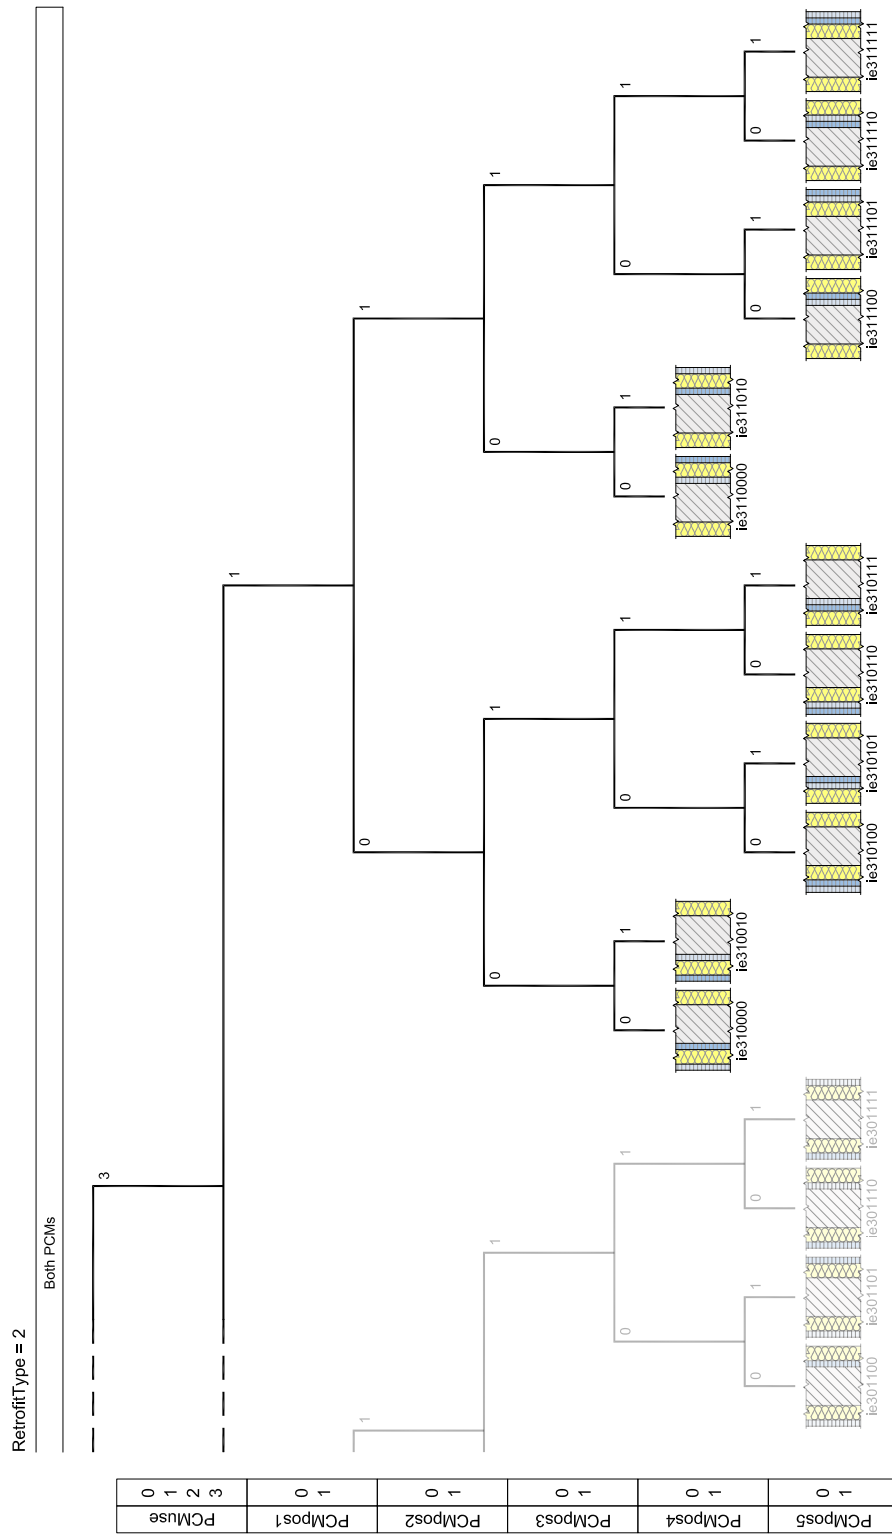 RetrofitType = 2
Both PCMs
PCMuse
0
1
2
3
3
PCMpos1
0
1
1
PCMpos2
0
1
1 0 1
PCMpos3
0
1
1 0 1 0 1
PCMpos4
0
1
0 1 0 1 0 1 0 1 0 1
ie310000 ie310010 ie3110000 ie311010
PCMpos5
0
1
0 1 0 1 0 1 0 1 0 1 0 1
ie301100 ie301101 ie301110 ie301111 ie310100 ie310101 ie310110 ie310111 ie311100 ie311101 ie311110 ie311111